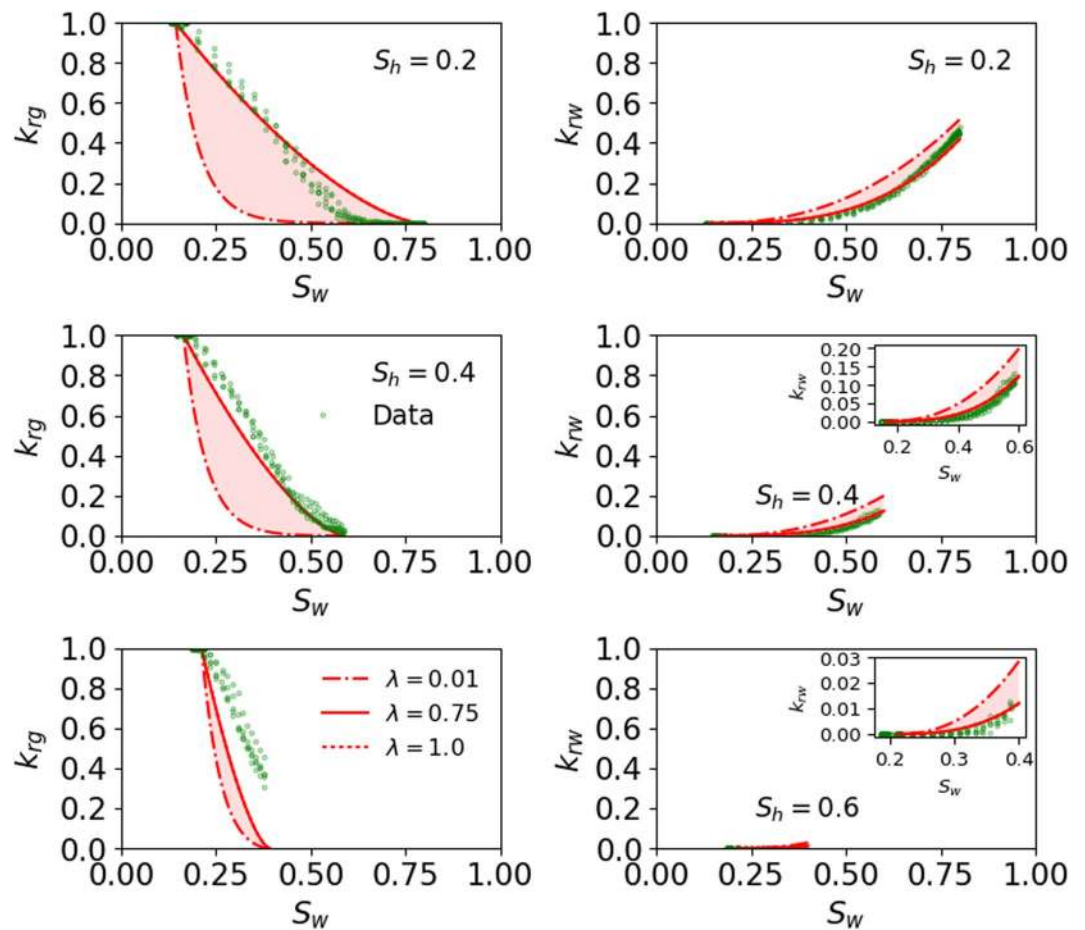 1.0
0.8
0.6
0.4
0.2
0.0
k_rg
S_h = 0.2
0.00 0.25 0.50 0.75 1.00
S_w
1.0
0.8
0.6
0.4
0.2
0.0
k_rw
S_h = 0.2
0.00 0.25 0.50 0.75 1.00
S_w
1.0
0.8
0.6
0.4
0.2
0.0
k_rg
S_h = 0.4
Data
0.00 0.25 0.50 0.75 1.00
S_w
1.0
0.8
0.6
0.4
0.2
0.0
k_rw
0.20
0.15
0.10
0.05
0.00
k_rw
0.2 0.4 0.6
S_w
S_h = 0.4
0.00 0.25 0.50 0.75 1.00
S_w
1.0
0.8
0.6
0.4
0.2
0.0
k_rg
λ = 0.01
λ = 0.75
λ = 1.0
0.00 0.25 0.50 0.75 1.00
S_w
1.0
0.8
0.6
0.4
0.2
0.0
k_rw
0.03
0.02
0.01
0.00
k_rw
0.2 0.3 0.4
S_w
S_h = 0.6
0.00 0.25 0.50 0.75 1.00
S_w